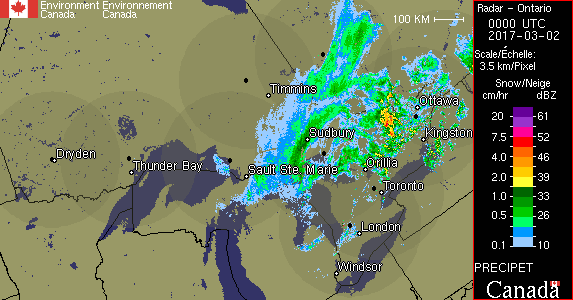 Environment Environnement
Canada Canada
100 KM
Timmins
Ottawa
Sudbury
Kingston
Dryden
Thunder Bay
Sault Ste. Marie
Orillia
Toronto
London
Windsor
Radar - Ontario
0000 UTC
2017-03-02
Scale/Échelle:
3.5 km/Pixel
Snow/Neige
cm/hr dBZ
20 61
7.5 52
4.0 46
2.0 39
1.0 33
0.5 26
0.1 10
PRECIPET
Canada